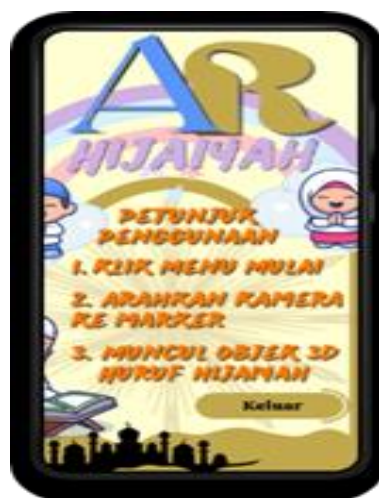 AR
HIJAIYAH
PETUNJUK
PENGGUNAAN
1. KLIK MENU MULAI
2. ARAHKAN KAMERA
KE MARKER
3. MUNCUL OBJEK 3D
HURUF HIJAIYAH
Keluar